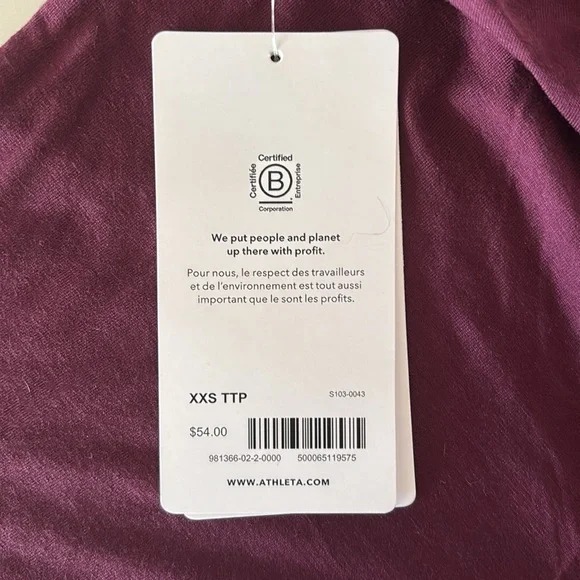 Certified
Certifiée
B
Entreprise
Corporation
We put people and planet
up there with profit.
Pour nous, le respect des travailleurs
et de l'environnement est tout aussi
important que le sont les profits.
XXS TTP
S103-0043
$54.00
981366-02-2-0000 500065119575
WWW.ATHLETA.COM